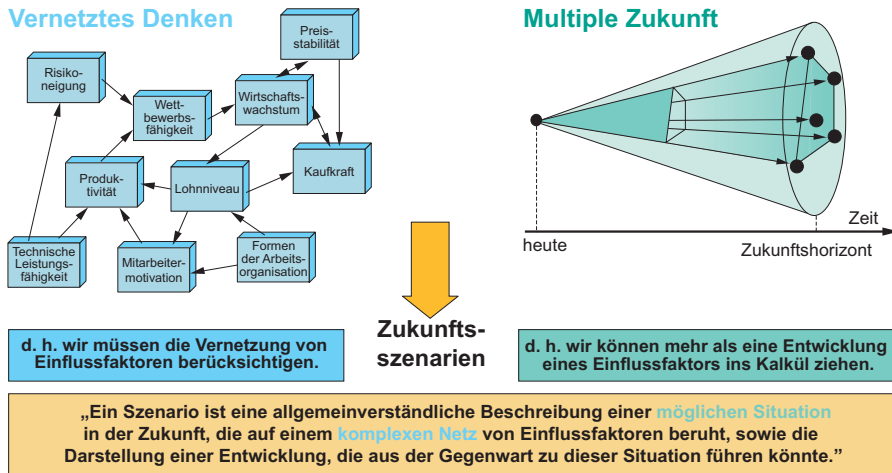 Vernetztes Denken
Preis-
stabilität
Risiko-
neigung
Wett-
bewerbs-
fähigkeit
Wirtschafts-
wachstum
Produk-
tivität
Lohnniveau
Kaufkraft
Technische
Leistungs-
fähigkeit
Mitarbeiter-
motivation
Formen
der Arbeits-
organisation
Multiple Zukunft
heute
Zeit
Zukunftshorizont
Zukunfts-
szenarien
d. h. wir müssen die Vernetzung von
Einflussfaktoren berücksichtigen.
d. h. wir können mehr als eine Entwicklung
eines Einflussfaktors ins Kalkül ziehen.
„Ein Szenario ist eine allgemeinverständliche Beschreibung einer möglichen Situation
in der Zukunft, die auf einem komplexen Netz von Einflussfaktoren beruht, sowie die
Darstellung einer Entwicklung, die aus der Gegenwart zu dieser Situation führen könnte.”